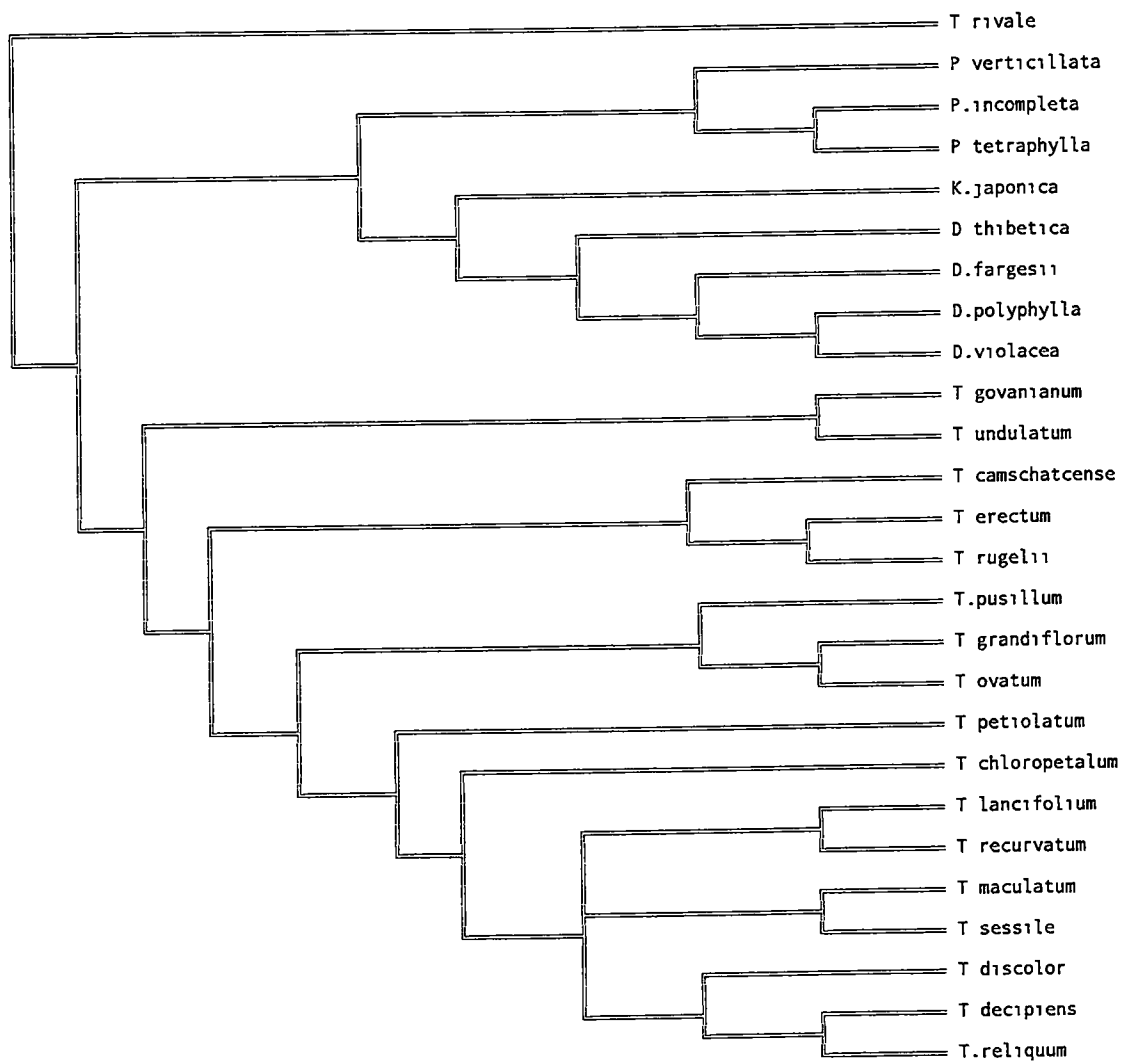 T rivale
P verticillata
P.incompleta
P tetraphylla
K.japonica
D thibetica
D.fargesii
D.polyphylla
D.violacea
T govanianum
T undulatum
T camschatcense
T erectum
T rugelii
T.pusillum
T grandiflorum
T ovatum
T petiolatum
T chloropetalum
T lancifolium
T recurvatum
T maculatum
T sessile
T discolor
T decipiens
T.reliquum